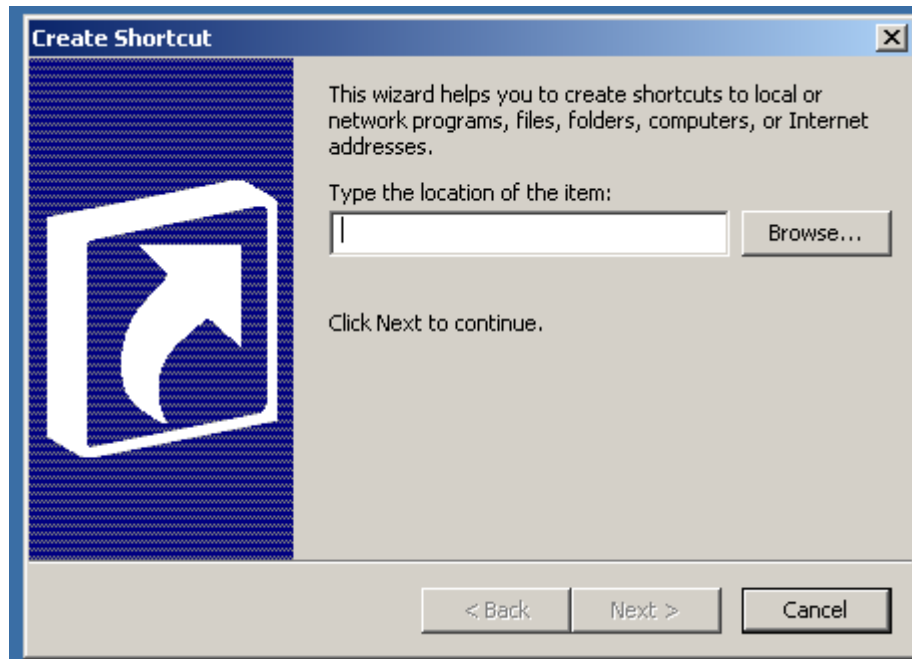 Create Shortcut
This wizard helps you to create shortcuts to local or
network programs, files, folders, computers, or Internet
addresses.
Type the location of the item:
Browse...
Click Next to continue.
< Back Next > Cancel